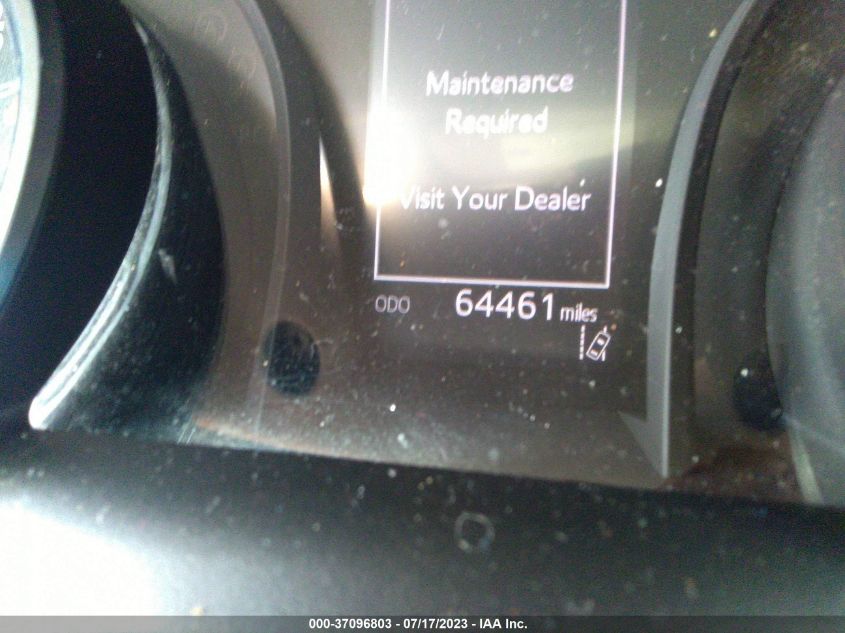 Maintenance
Required
Visit Your Dealer
ODO 64461 miles
000-37096803 - 07/17/2023 - IAA Inc.